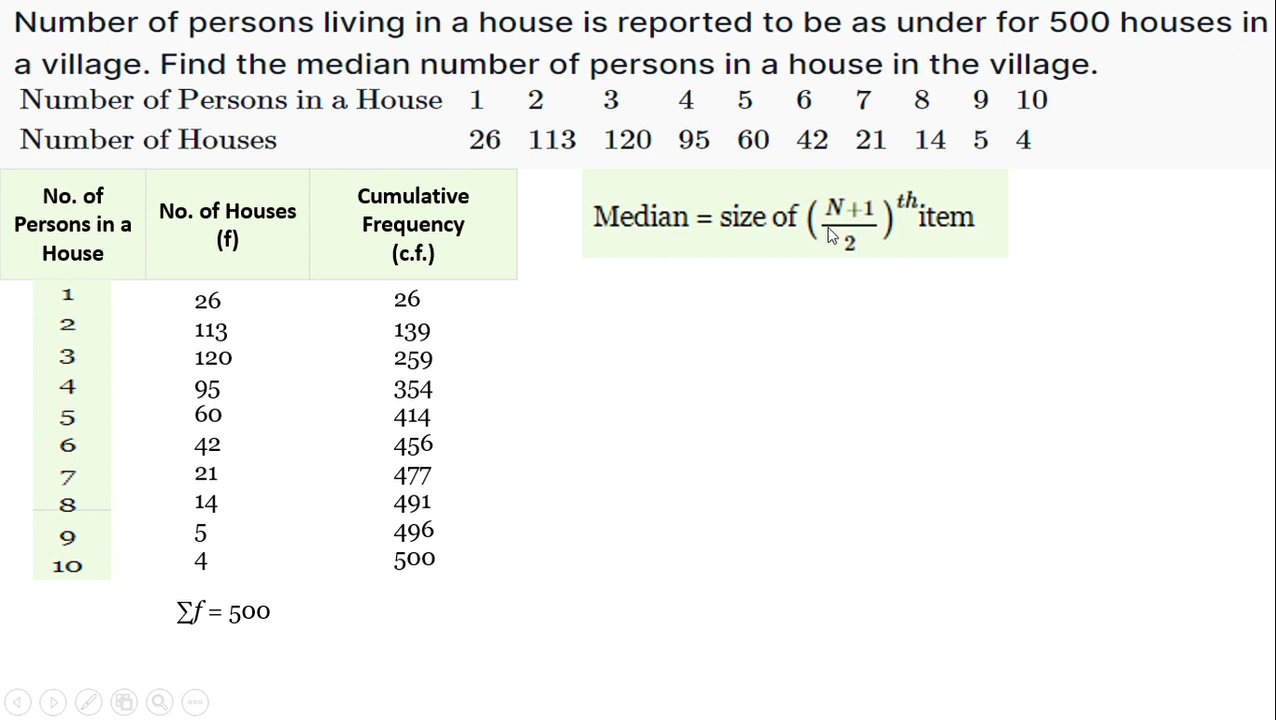 Number of persons living in a house is reported to be as under for 500 houses in
a village. Find the median number of persons in a house in the village.
Number of Persons in a House 1 2 3 4 5 6 7 8 9 10
Number of Houses 26 113 120 95 60 42 21 14 5 4
No. of Persons in a House No. of Houses (f) Cumulative Frequency (c.f.)
Median = size of (N+1/2)th item
1 26 26
2 113 139
3 120 259
4 95 354
5 60 414
6 42 456
7 21 477
8 14 491
9 5 496
10 4 500
∑f = 500